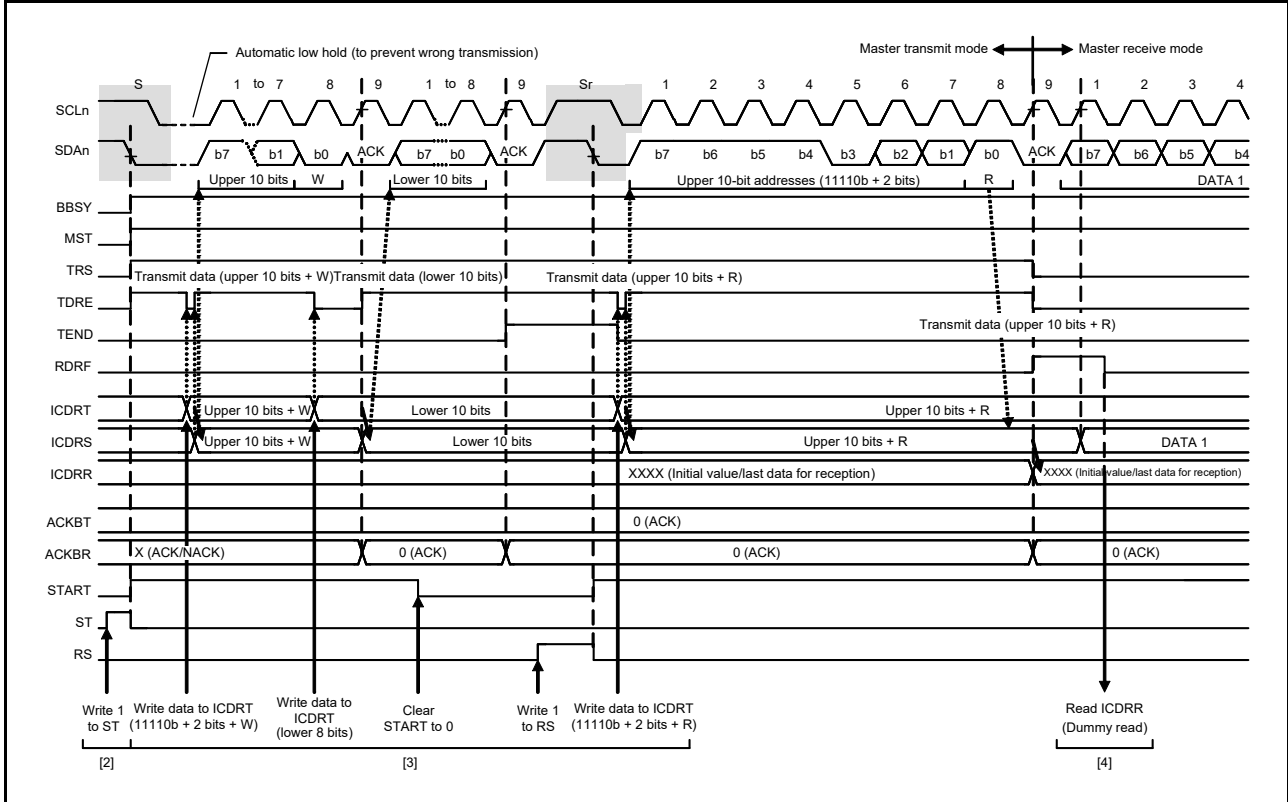 Automatic low hold (to prevent wrong transmission)
Master transmit mode Master receive mode
S 1 to 7 8 9 1 to 8 9 Sr 1 2 3 4 5 6 7 8 9 1 2 3 4
SCLn
SDAn b7 b1 b0 ACK b7 b0 ACK b7 b6 b5 b4 b3 b2 b1 b0 ACK b7 b6 b5 b4
Upper 10 bits W Lower 10 bits Upper 10-bit addresses (11110b + 2 bits) R DATA 1
BBSY
MST
TRS
Transmit data (upper 10 bits + W) Transmit data (lower 10 bits) Transmit data (upper 10 bits + R)
TDRE
TEND
Transmit data (upper 10 bits + R)
RDRF
ICDRT Upper 10 bits + W Lower 10 bits Upper 10 bits + R
ICDRS Upper 10 bits + W Lower 10 bits Upper 10 bits + R DATA 1
ICDRR XXXX (Initial value/last data for reception) XXXX (Initial value/last data for reception)
ACKBT 0 (ACK)
ACKBR X (ACK/NACK) 0 (ACK) 0 (ACK) 0 (ACK)
START
ST
RS
Write 1
to ST
Write data to ICDRT
(11110b + 2 bits + W)
Write data to
ICDRT
(lower 8 bits)
Clear
START to 0
Write 1
to RS
Write data to ICDRT
(11110b + 2 bits + R)
Read ICDRR
(Dummy read)
[2] [3] [4]